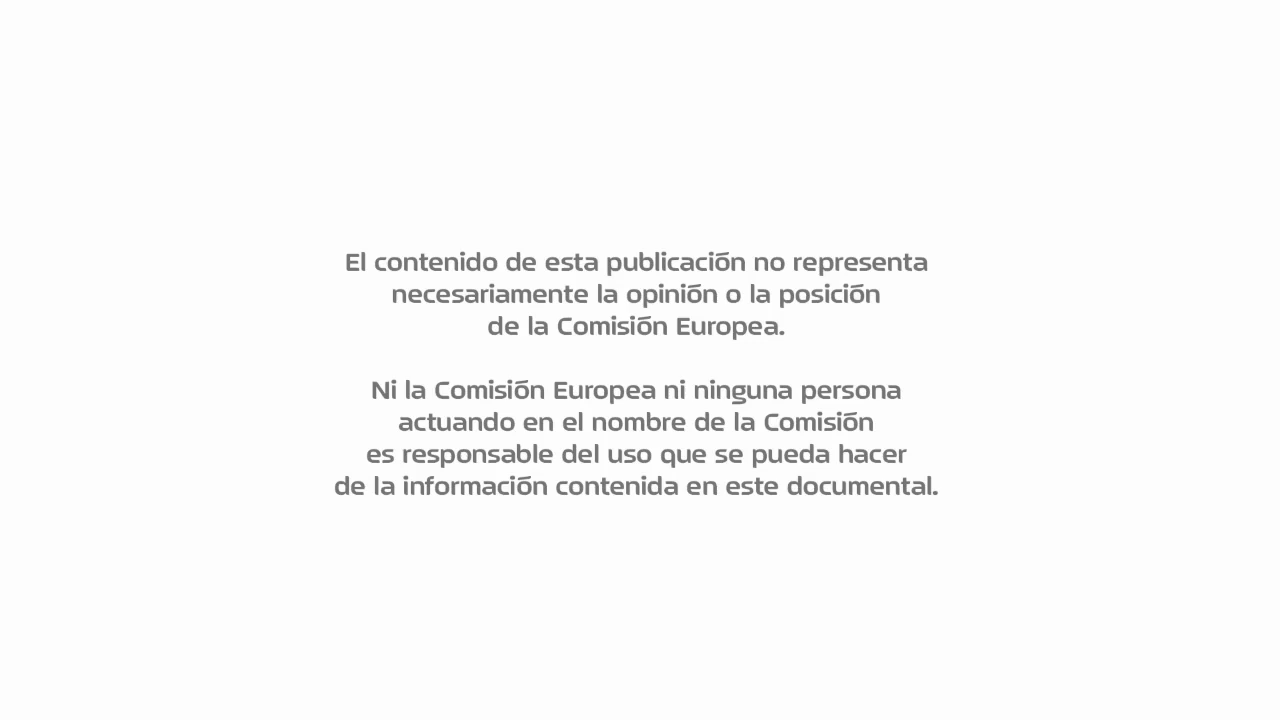 El contenido de esta publicación no representa
necesariamente la opinión o la posición
de la Comisión Europea.
Ni la Comisión Europea ni ninguna persona
actuando en el nombre de la Comisión
es responsable del uso que se pueda hacer
de la información contenida en este documental.